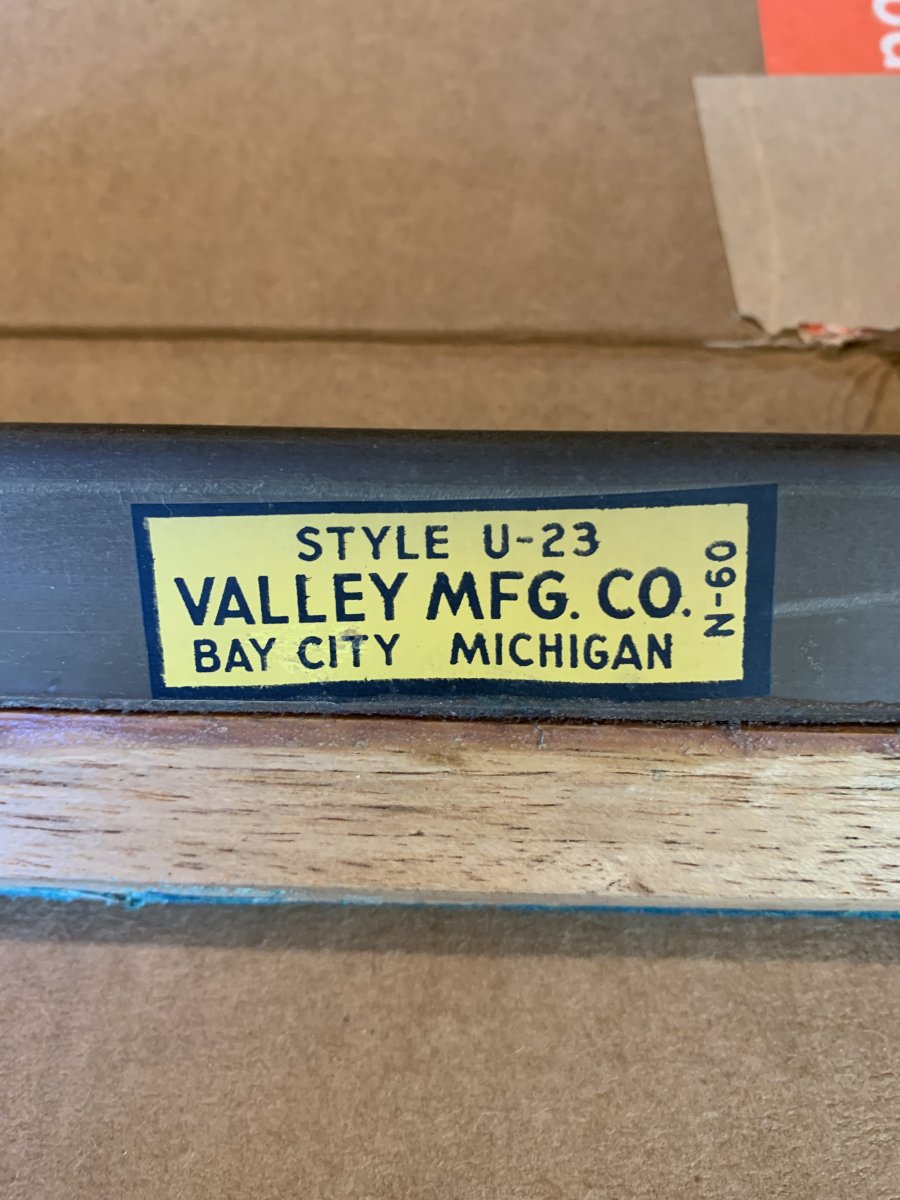 STYLE U-23
VALLEY MFG. CO.
BAY CITY MICHIGAN
N-60